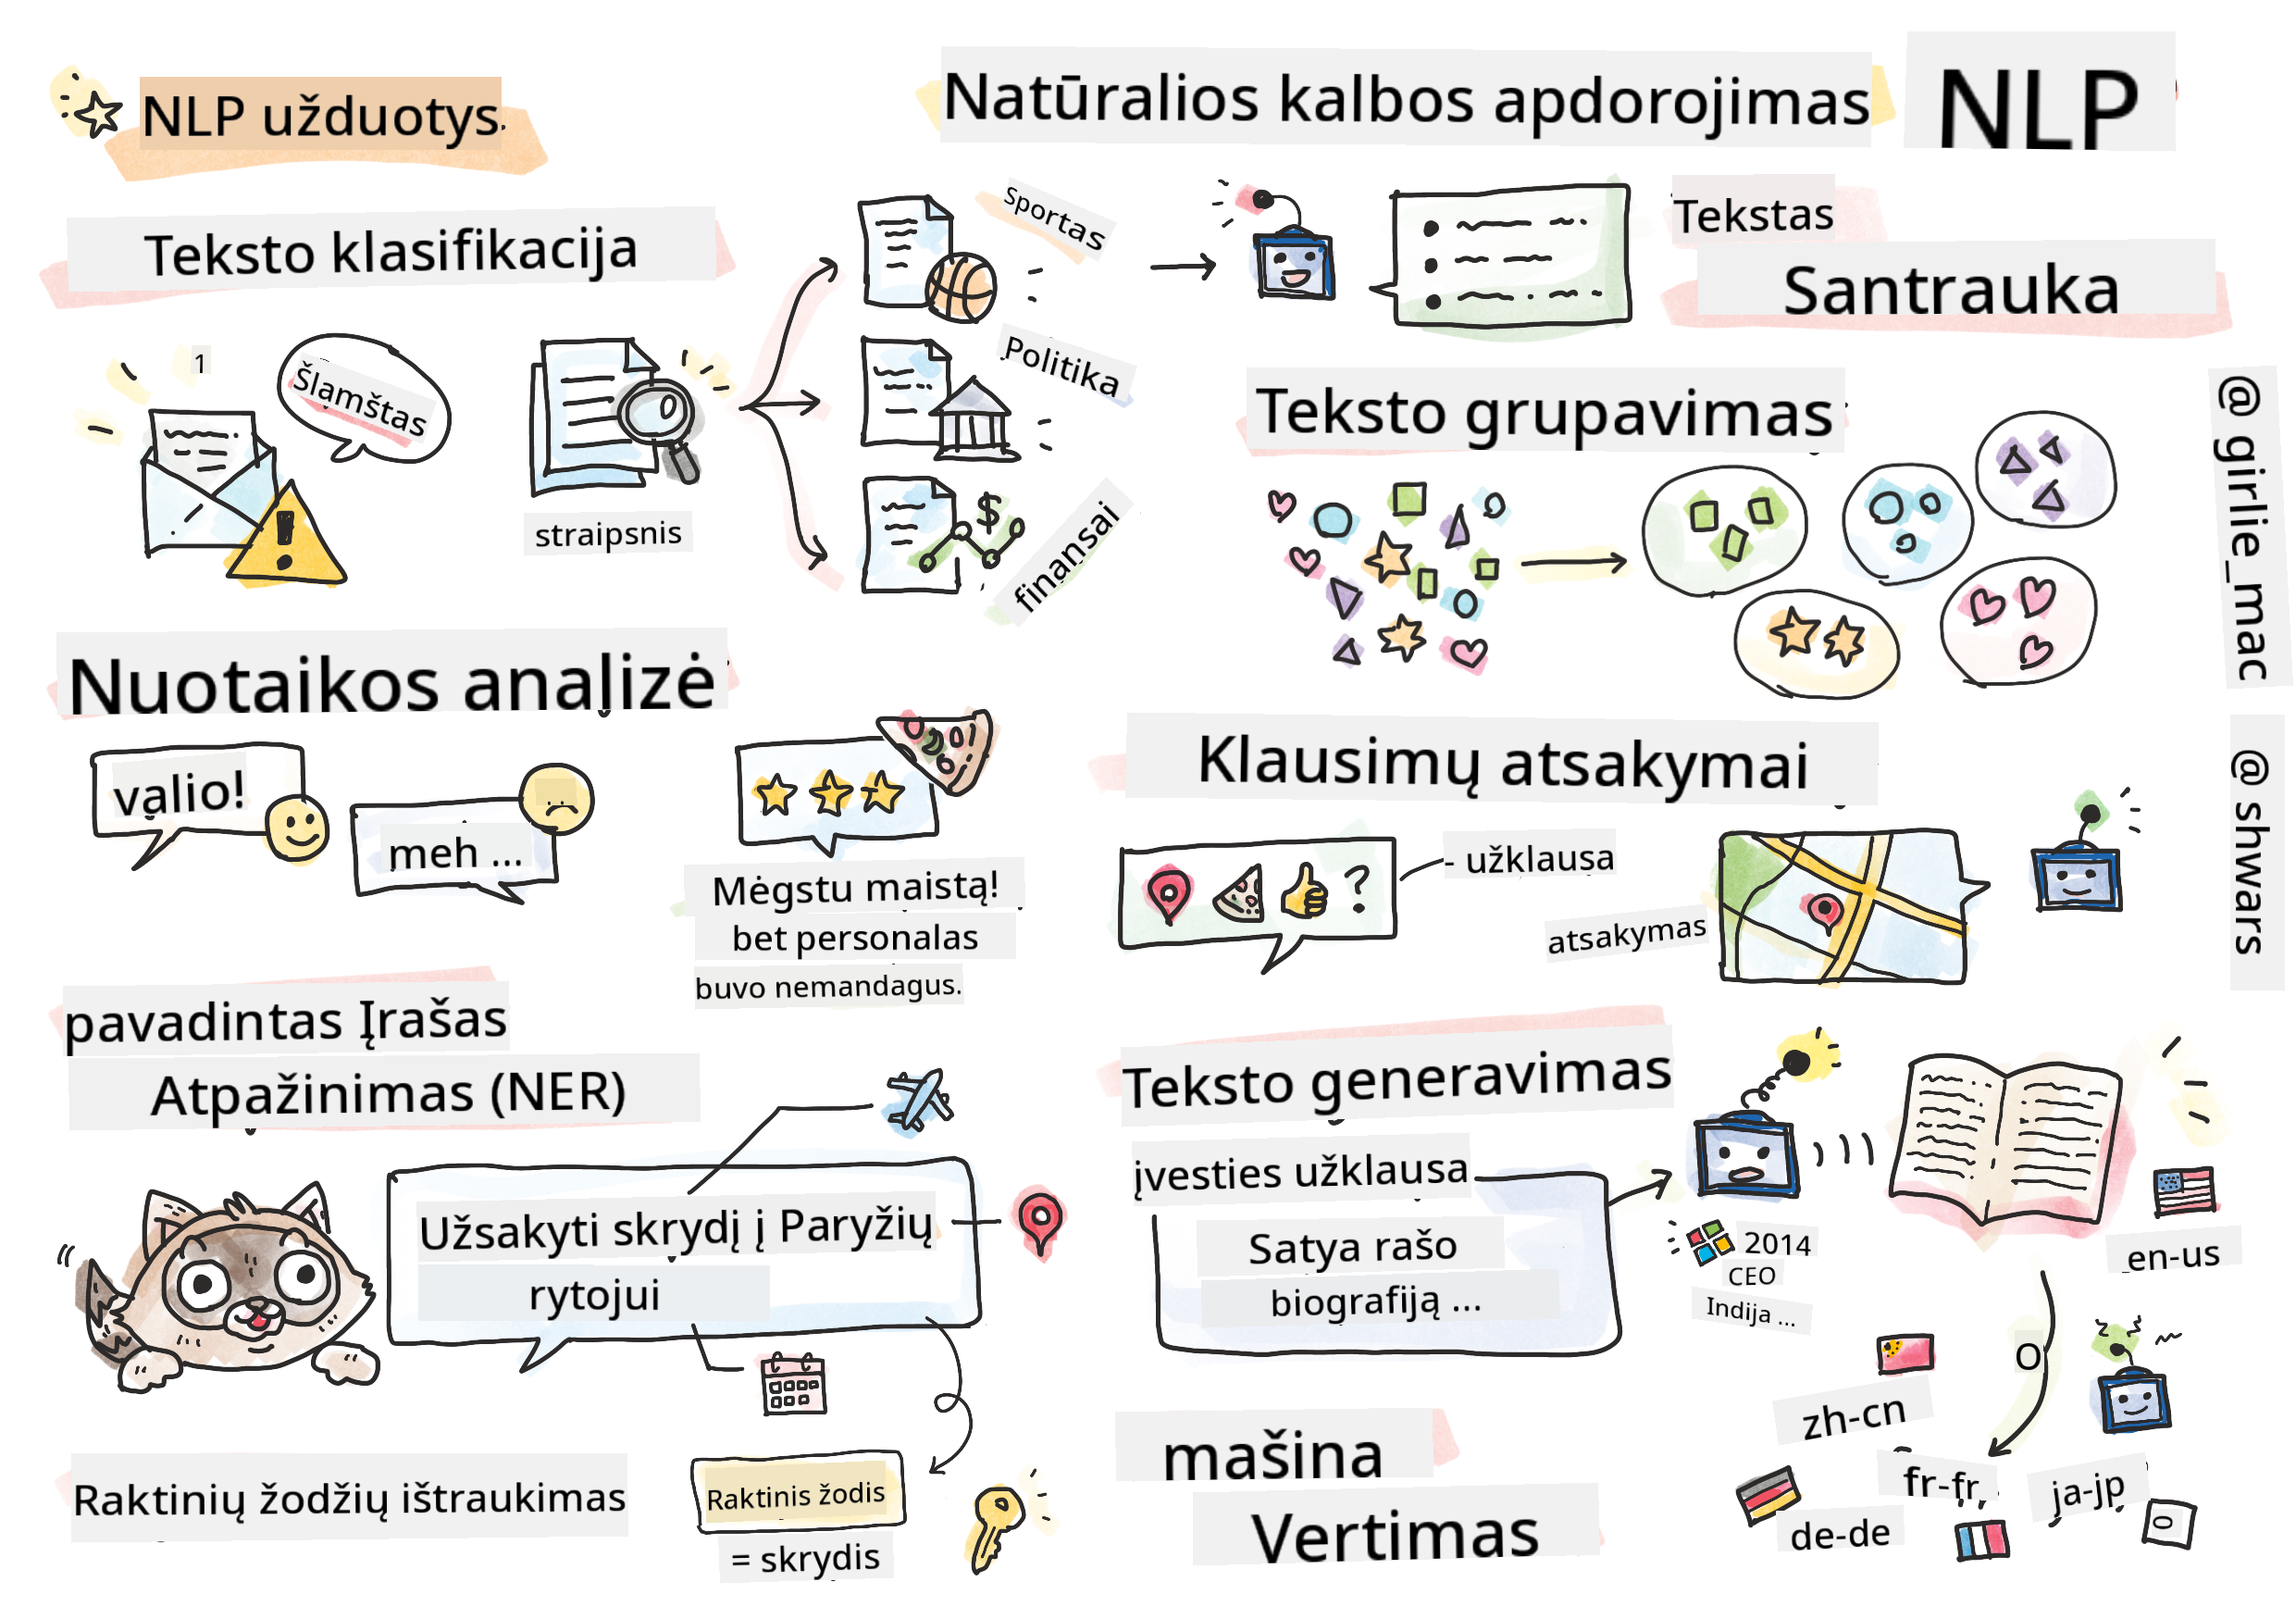 NLP užduotys
Natūralios kalbos apdorojimas
NLP
Teksto klasifikacija
1
Šlamštas
straipsnis
Sportas
Politika
finansai
Tekstas
Santrauka
Teksto grupavimas
@ girlie_mac
@ shwars
Nuotaikos analizė
valio!
meh ...
Mėgstu maistą!
bet personalas
buvo nemandagus.
Klausimų atsakymai
?
- užklausa
atsakymas
pavadintas Įrašas
Atpažinimas (NER)
Užsakyti skrydį į Paryžių
rytojui
Raktinių žodžių ištraukimas
Raktinis žodis
= skrydis
Teksto generavimas
įvesties užklausa
Satya rašo
biografiją ...
2014
CEO
Indija ...
en-us
O
zh-cn
fr-fr
ja-jp
de-de
0
mašina
Vertimas